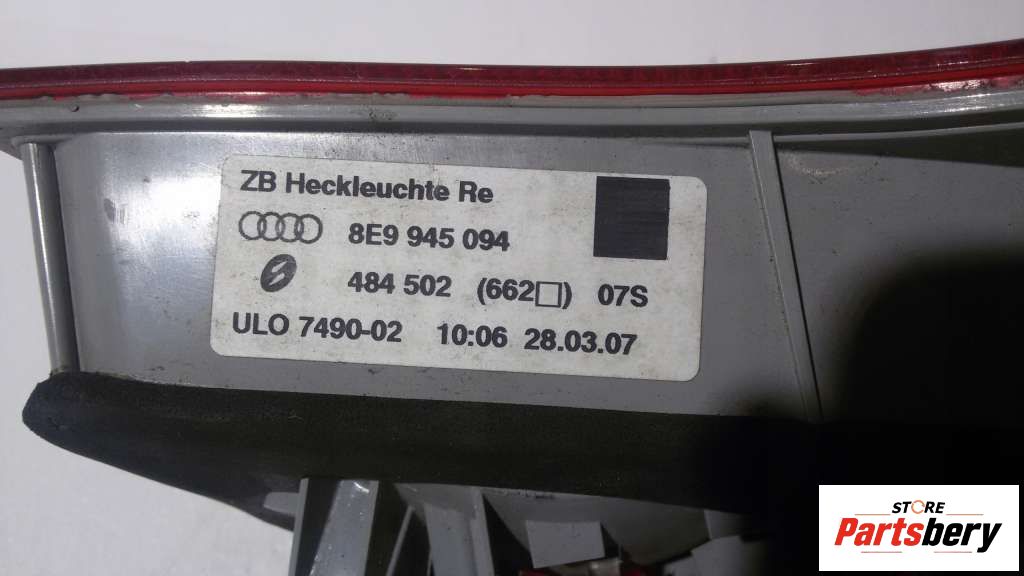 ZB Heckleuchte Re
8E9 945 094
484 502 (662□) 07S
ULO 7490-02 10:06 28.03.07
STORE
Partsbery